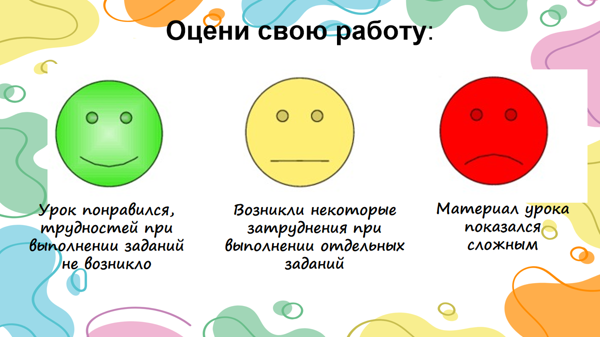 Оцени свою работу:
Урок понравился,
трудностей при
выполнении заданий
не возникло
Возникли некоторые
затруднения при
выполнении отдельных
заданий
Материал урока
показался
сложным